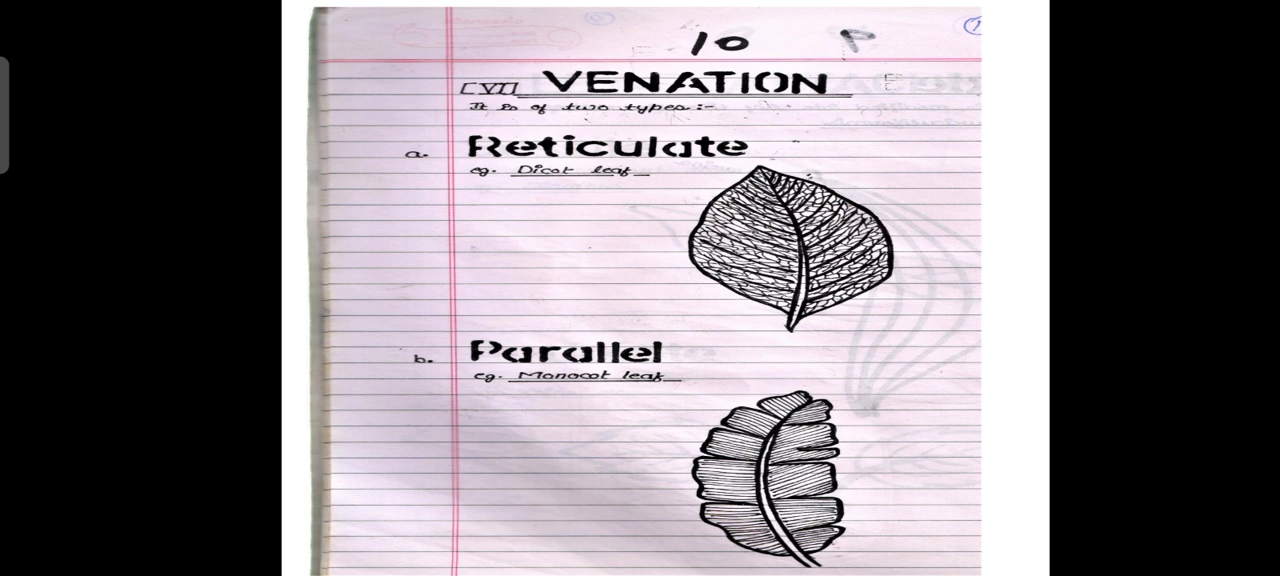 10
[VII] VENATION
It is of two types :-
a. Reticulate
eg. Dicot leaf
b. Parallel
eg. Monocot leaf